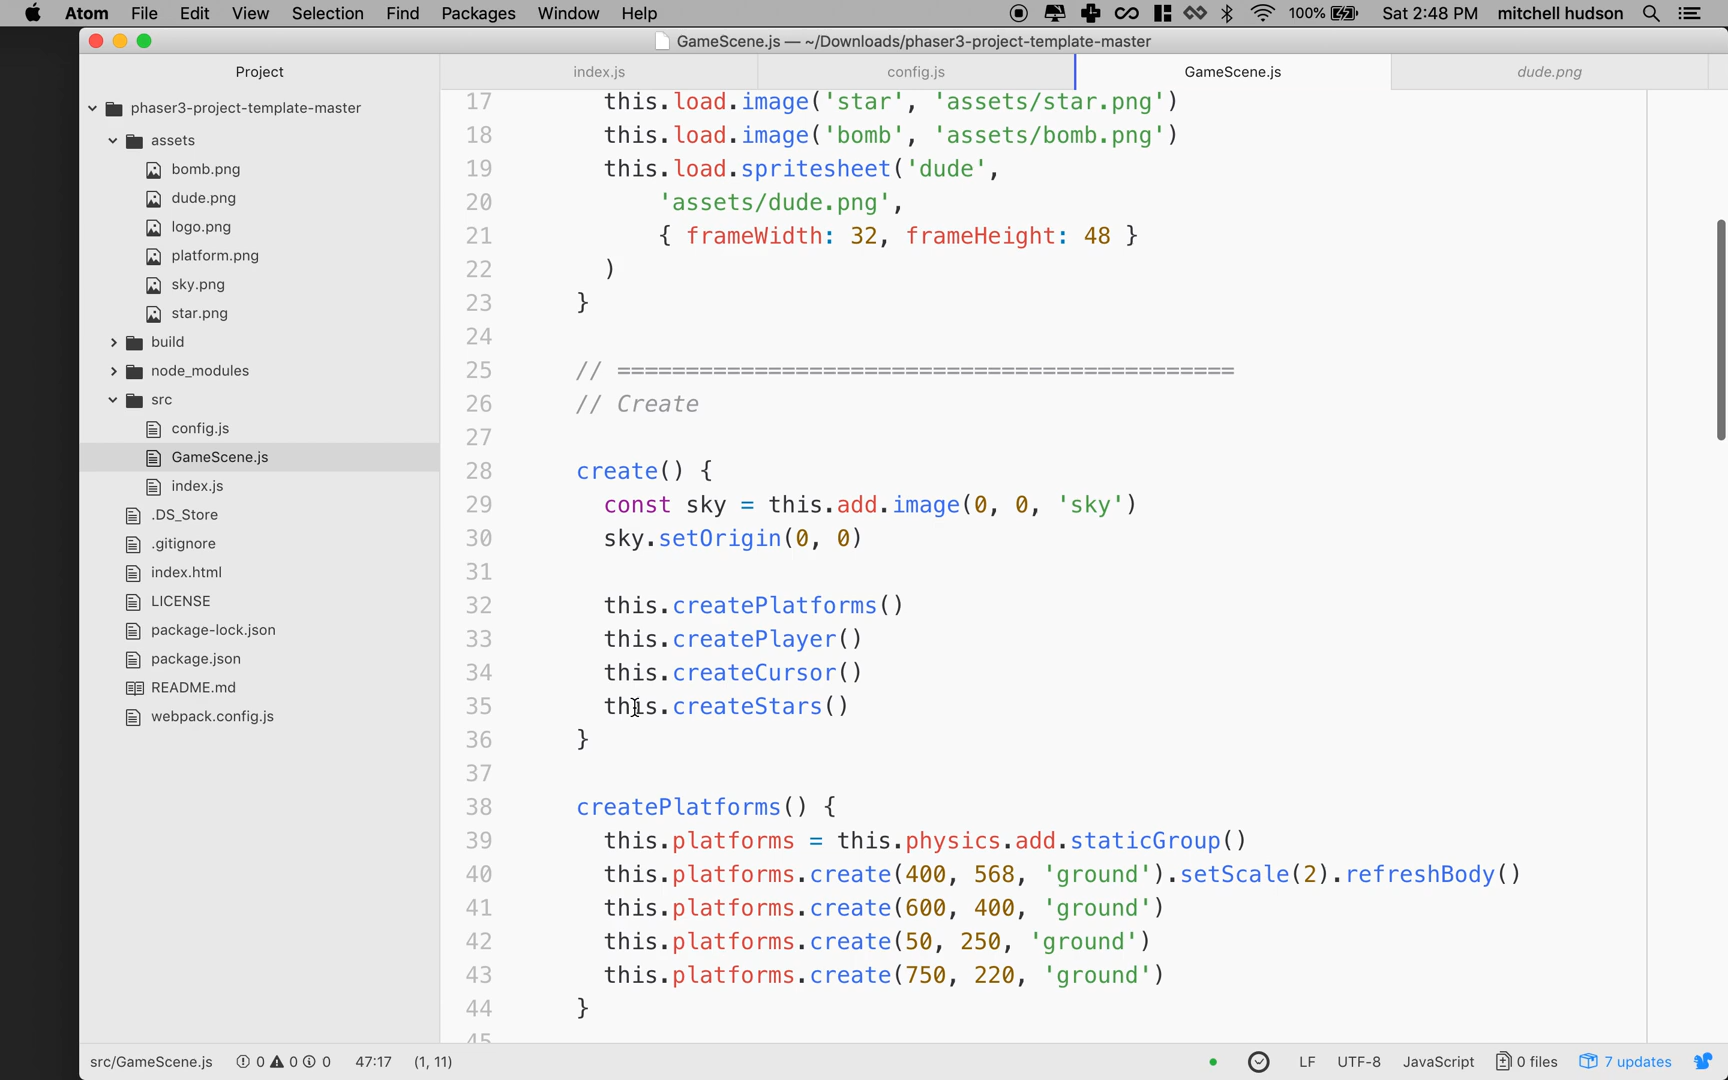 Atom File Edit View Selection Find Packages Window Help 100% Sat 2:48 PM mitchell hudson
GameScene.js — ~/Downloads/phaser3-project-template-master
Project
index.js config.js GameScene.js dude.png
phaser3-project-template-master
assets
bomb.png
dude.png
logo.png
platform.png
sky.png
star.png
build
node_modules
src
config.js
GameScene.js
index.js
.DS_Store
.gitignore
index.html
LICENSE
package-lock.json
package.json
README.md
webpack.config.js
17 this.load.image('star', 'assets/star.png')
18 this.load.image('bomb', 'assets/bomb.png')
19 this.load.spritesheet('dude',
20 'assets/dude.png',
21 { frameWidth: 32, frameHeight: 48 }
22 )
23 }
24
25 // =============================================
26 // Create
27
28 create() {
29 const sky = this.add.image(0, 0, 'sky')
30 sky.setOrigin(0, 0)
31
32 this.createPlatforms()
33 this.createPlayer()
34 this.createCursor()
35 this.createStars()
36 }
37
38 createPlatforms() {
39 this.platforms = this.physics.add.staticGroup()
40 this.platforms.create(400, 568, 'ground').setScale(2).refreshBody()
41 this.platforms.create(600, 400, 'ground')
42 this.platforms.create(50, 250, 'ground')
43 this.platforms.create(750, 220, 'ground')
44 }
45
src/GameScene.js 0 0 0 47:17 (1, 11) LF UTF-8 JavaScript 0 files 7 updates